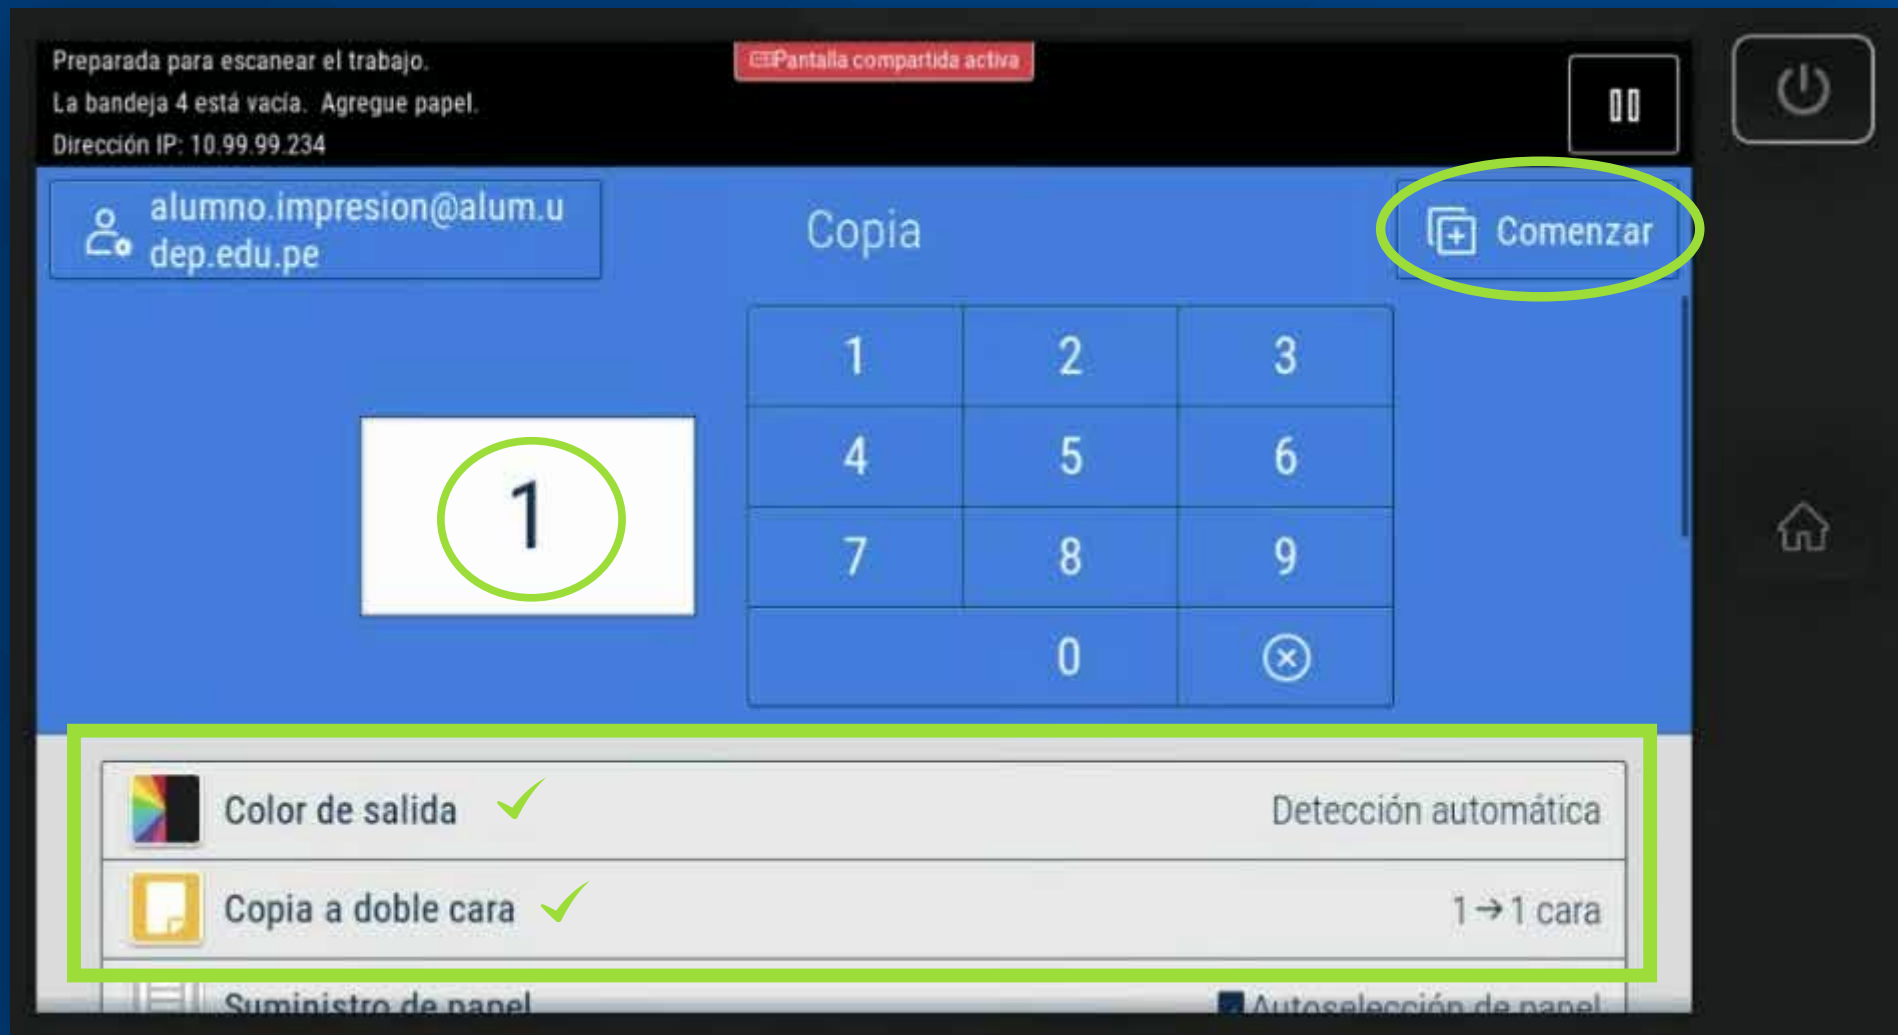 Preparada para escanear el trabajo.
La bandeja 4 está vacía. Agregue papel.
Dirección IP: 10.99.99.234
Pantalla compartida activa
alumno.impresion@alum.u
dep.edu.pe
Copia
Comenzar
1 2 3
4 5 6
1
7 8 9
0
Color de salida Detección automática
Copia a doble cara 1→1 cara
Suministro de papel Autoselección de papel